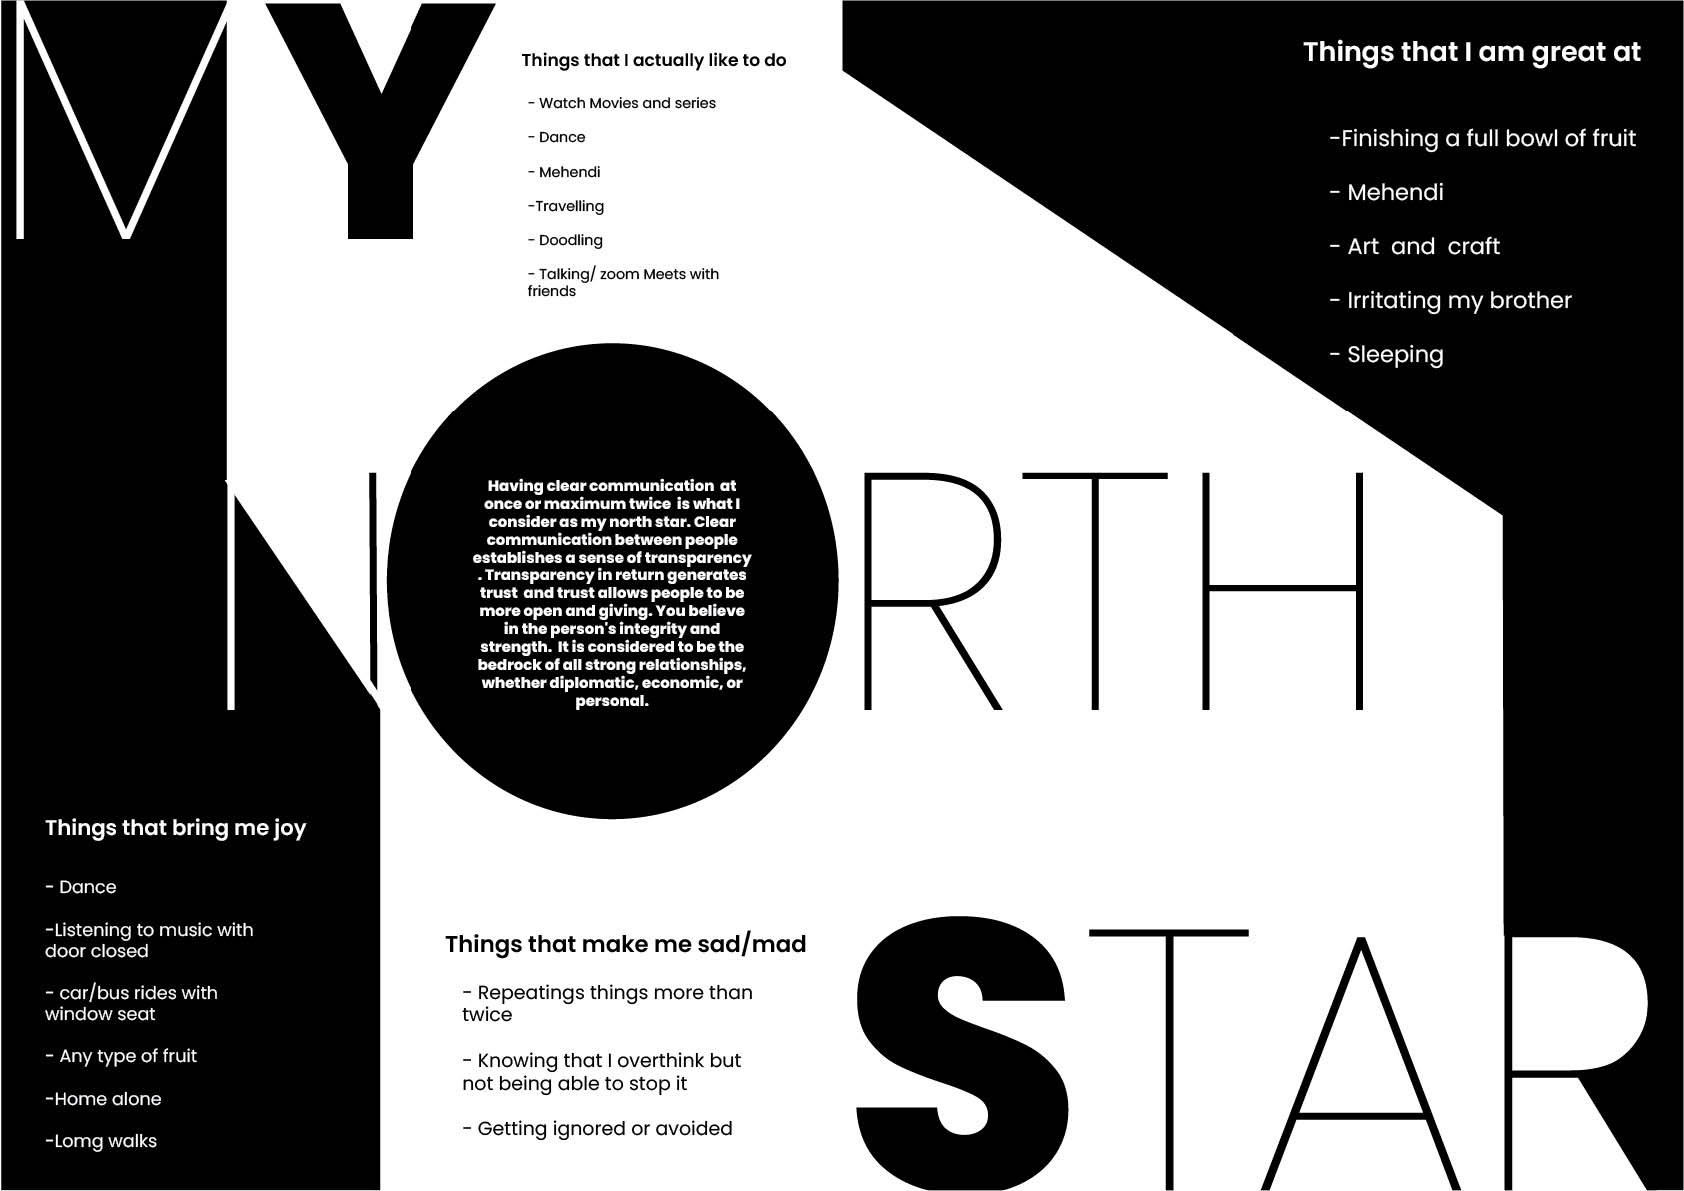 MY
Things that I actually like to do
- Watch Movies and series
- Dance
- Mehendi
-Travelling
- Doodling
- Talking/ zoom Meets with
friends
Things that I am great at
-Finishing a full bowl of fruit
- Mehendi
- Art and craft
- Irritating my brother
- Sleeping
NORTH
Having clear communication at
once or maximum twice is what I
consider as my north star. Clear
communication between people
establishes a sense of transparency
. Transparency in return generates
trust and trust allows people to be
more open and giving. You believe
in the person's integrity and
strength. It is considered to be the
bedrock of all strong relationships,
whether diplomatic, economic, or
personal.
Things that bring me joy
- Dance
-Listening to music with
door closed
- car/bus rides with
window seat
- Any type of fruit
-Home alone
-Lomg walks
Things that make me sad/mad
- Repeatings things more than
twice
- Knowing that I overthink but
not being able to stop it
- Getting ignored or avoided
STAR